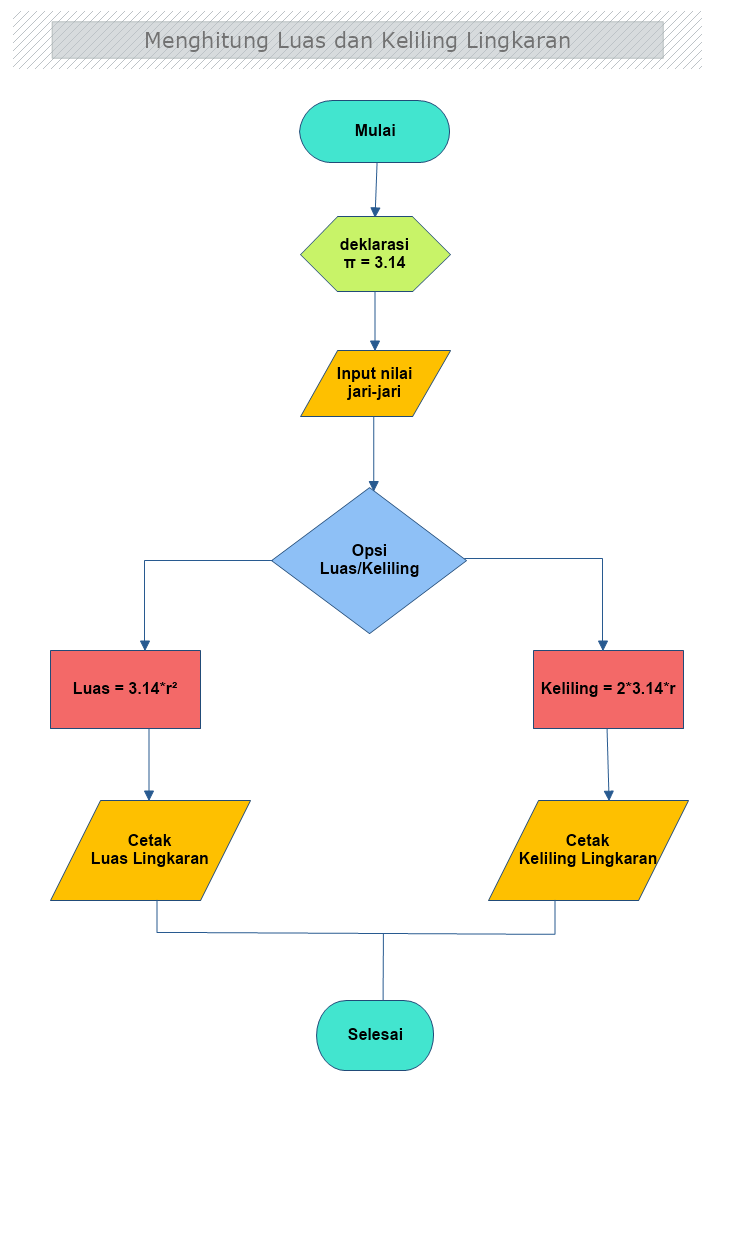 Menghitung Luas dan Keliling Lingkaran
Mulai
deklarasi
π = 3.14
Input nilai
jari-jari
Opsi
Luas/Keliling
Luas = 3.14*r²
Keliling = 2*3.14*r
Cetak
Luas Lingkaran
Cetak
Keliling Lingkaran
Selesai